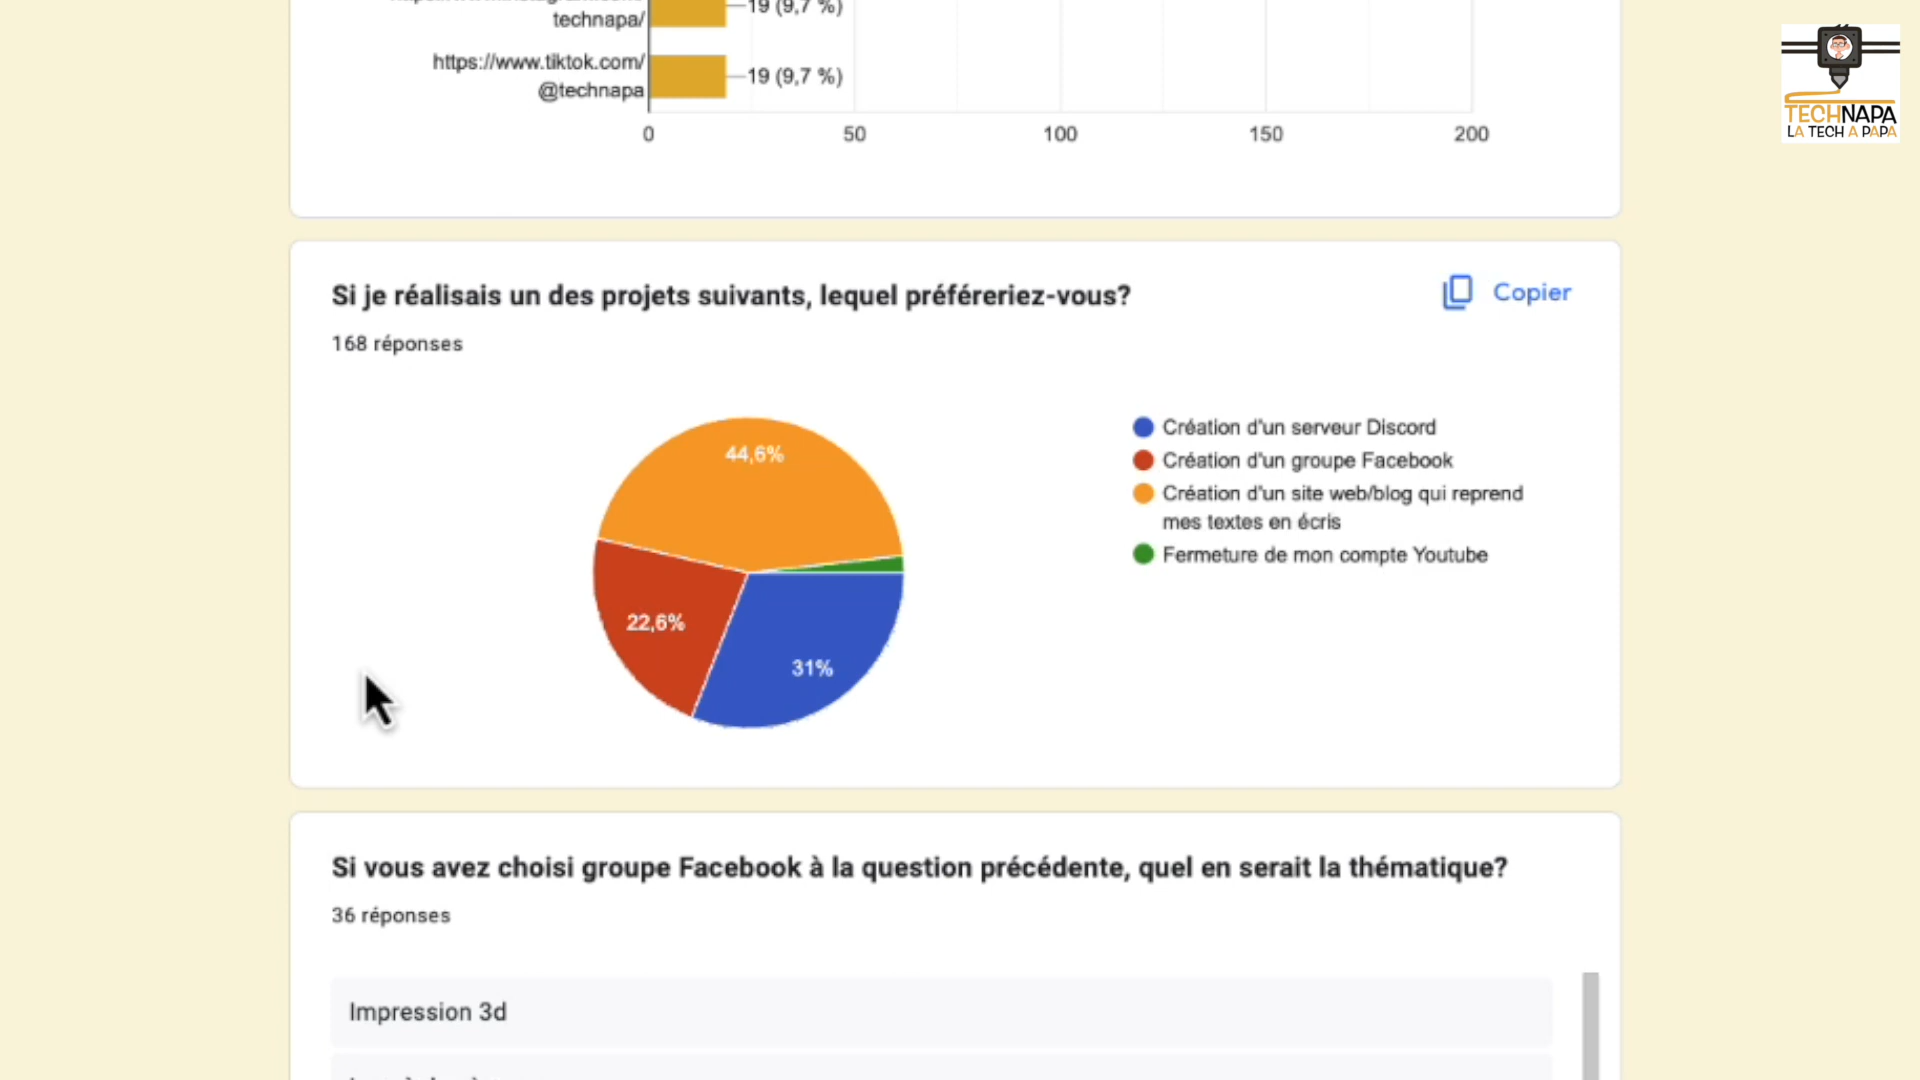 technapa/
19 (9,7 %)
https://www.tiktok.com/
@technapa
19 (9,7 %)
0 50 100 150 200
TECHNAPA
LA TECH A PAPA
Si je réalisais un des projets suivants, lequel préféreriez-vous?
Copier
168 réponses
44,6%
22,6%
31%
Création d'un serveur Discord
Création d'un groupe Facebook
Création d'un site web/blog qui reprend
mes textes en écris
Fermeture de mon compte Youtube
Si vous avez choisi groupe Facebook à la question précédente, quel en serait la thématique?
36 réponses
Impression 3d